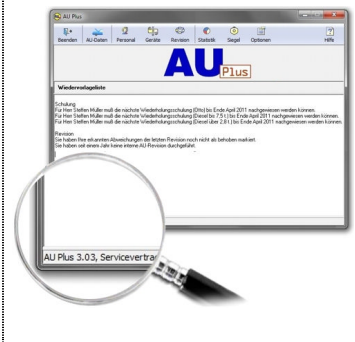 AU Plus
Beenden AU-Daten Personal Geräte Revision Statistik Siegel Optionen Hilfe
AU Plus
Wiedervorlageliste
Schulung
Für Herr Steffen Müller muß die nächste Wiederholungsschulung (Otto) bis Ende April 2011 nachgewiesen werden können.
Für Herr Steffen Müller muß die nächste Wiederholungsschulung (Diesel bis 7,5 t) bis Ende April 2011 nachgewiesen werden können.
Für Herr Steffen Müller muß die nächste Wiederholungsschulung (Diesel über 2,8 t) bis Ende April 2011 nachgewiesen werden können.
Revision
Sie haben Ihre erkannten Abweichungen der letzten Revision noch nicht als behoben markiert.
Sie haben seit einem Jahr keine interne AU-Revision durchgeführt.
AU Plus 3.03, Servicevertrag